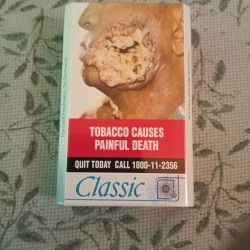 TOBACCO CAUSES
PAINFUL DEATH
QUIT TODAY CALL 1800-11-2356
Classic